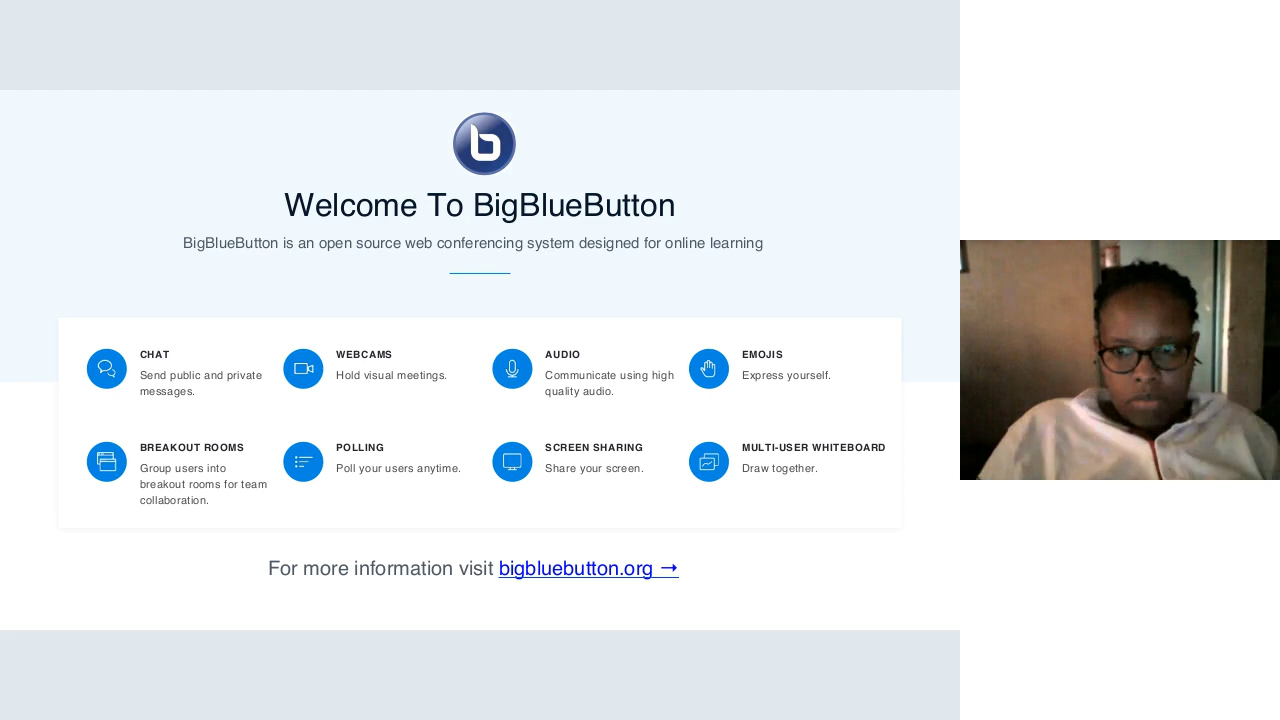 b
Welcome To BigBlueButton
BigBlueButton is an open source web conferencing system designed for online learning
CHAT
Send public and private
messages.
WEBCAMS
Hold visual meetings.
AUDIO
Communicate using high
quality audio.
EMOJIS
Express yourself.
BREAKOUT ROOMS
Group users into
breakout rooms for team
collaboration.
POLLING
Poll your users anytime.
SCREEN SHARING
Share your screen.
MULTI-USER WHITEBOARD
Draw together.
For more information visit bigbluebutton.org →